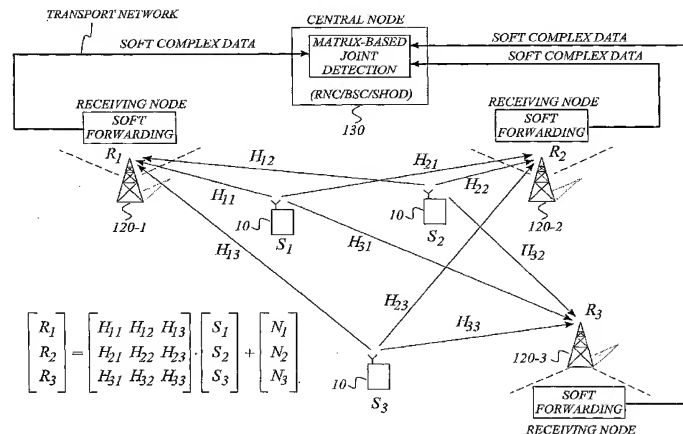 TRANSPORT NETWORK
CENTRAL NODE
SOFT COMPLEX DATA
MATRIX-BASED
JOINT
DETECTION
SOFT COMPLEX DATA
SOFT COMPLEX DATA
(RNC/BSC/SHOD)
130
RECEIVING NODE
SOFT
FORWARDING
RECEIVING NODE
SOFT
FORWARDING
R1
H12
H21
R2
H11
H22
120-1
10
S1
10
S2
120-2
H31
H13
H32
H23
R3
H33
120-3
10
S3
R1 H11 H12 H13 S1 N1
R2 = H21 H22 H23 · S2 + N2
R3 H31 H32 H33 S3 N3
SOFT
FORWARDING
RECEIVING NODE